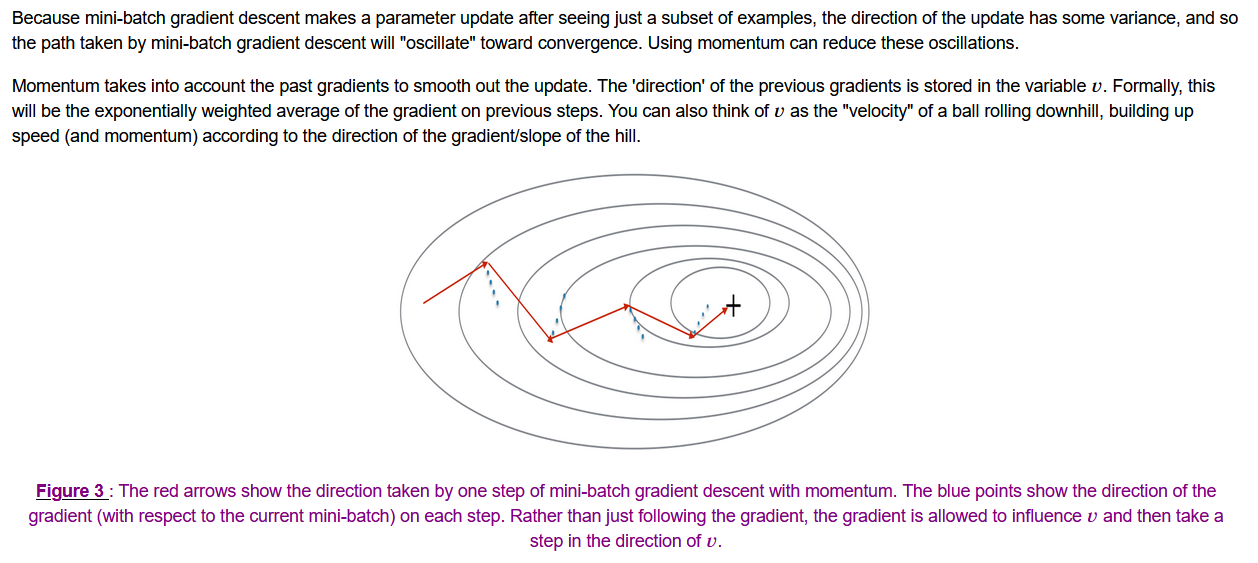 Because mini-batch gradient descent makes a parameter update after seeing just a subset of examples, the direction of the update has some variance, and so
the path taken by mini-batch gradient descent will "oscillate" toward convergence. Using momentum can reduce these oscillations.
Momentum takes into account the past gradients to smooth out the update. The 'direction' of the previous gradients is stored in the variable v. Formally, this
will be the exponentially weighted average of the gradient on previous steps. You can also think of v as the "velocity" of a ball rolling downhill, building up
speed (and momentum) according to the direction of the gradient/slope of the hill.
Figure 3 : The red arrows show the direction taken by one step of mini-batch gradient descent with momentum. The blue points show the direction of the
gradient (with respect to the current mini-batch) on each step. Rather than just following the gradient, the gradient is allowed to influence v and then take a
step in the direction of v.